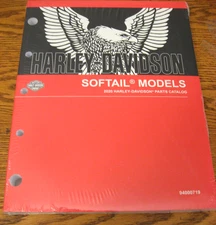 HARLEY-DAVIDSON
SOFTAIL® MODELS
HARLEY-DAVIDSON® PARTS CATALOG